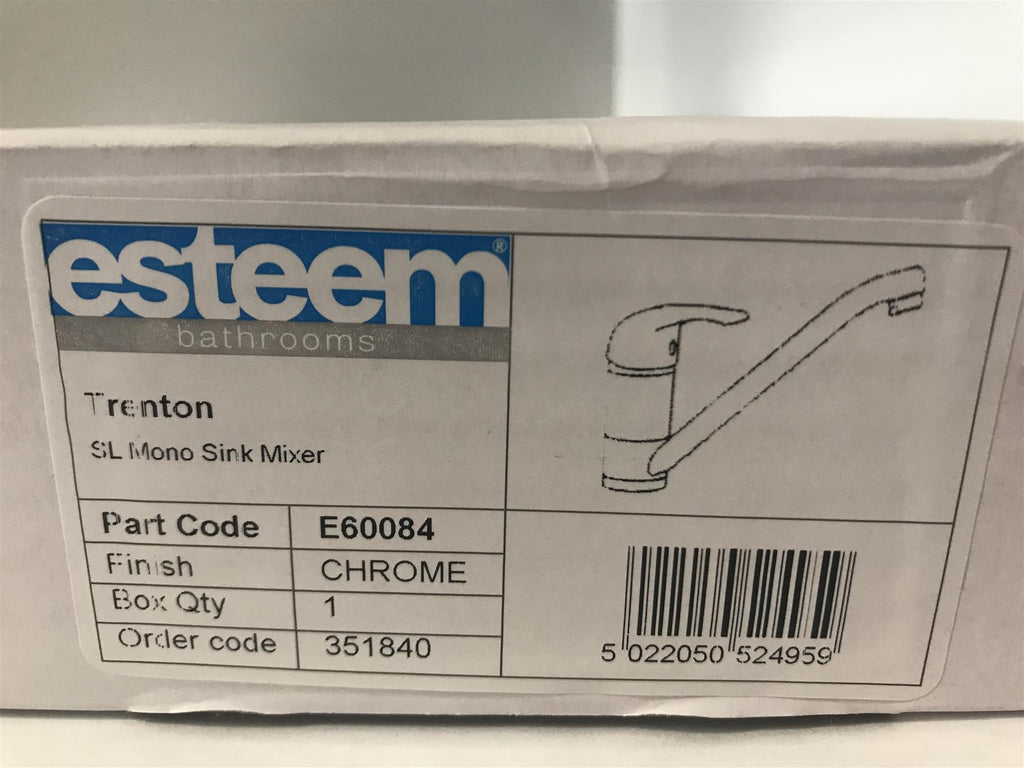 esteem®
bathrooms
Trenton
SL Mono Sink Mixer
Part Code E60084
Finish CHROME
Box Qty 1
Order code 351840
5 022050 524959